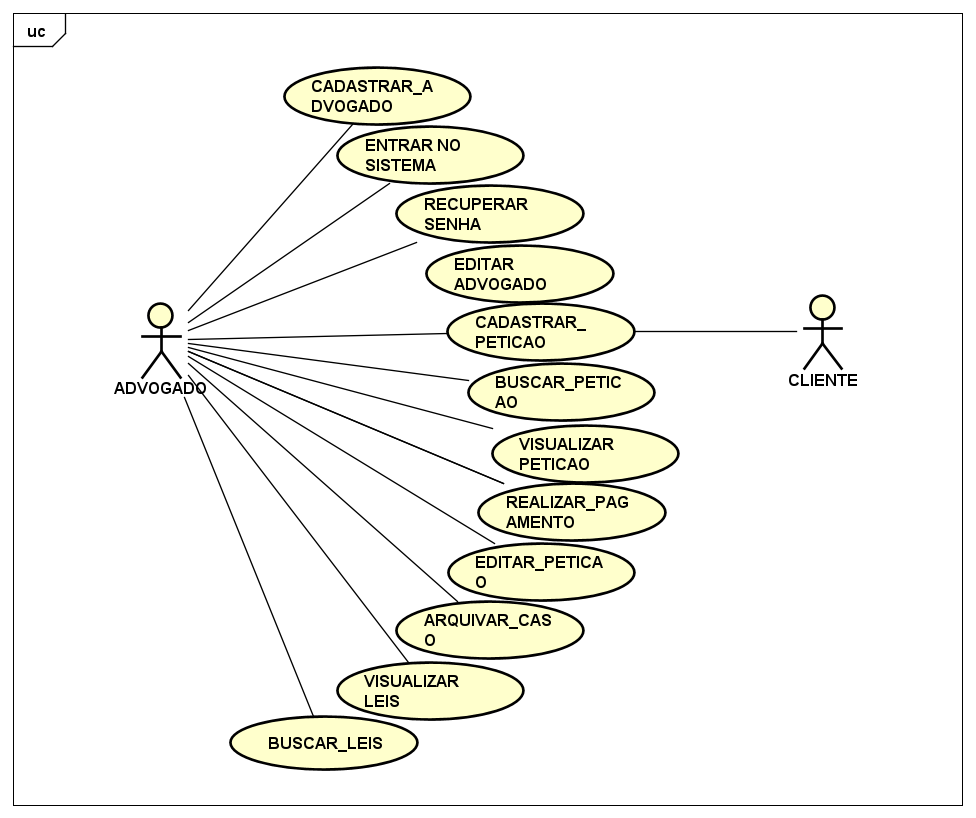 uc
CADASTRAR_A
DVOGADO
ENTRAR NO
SISTEMA
RECUPERAR
SENHA
EDITAR
ADVOGADO
CADASTRAR_
PETICAO
CLIENTE
ADVOGADO
BUSCAR_PETIC
AO
VISUALIZAR
PETICAO
REALIZAR_PAG
AMENTO
EDITAR_PETICA
O
ARQUIVAR_CAS
O
VISUALIZAR
LEIS
BUSCAR_LEIS